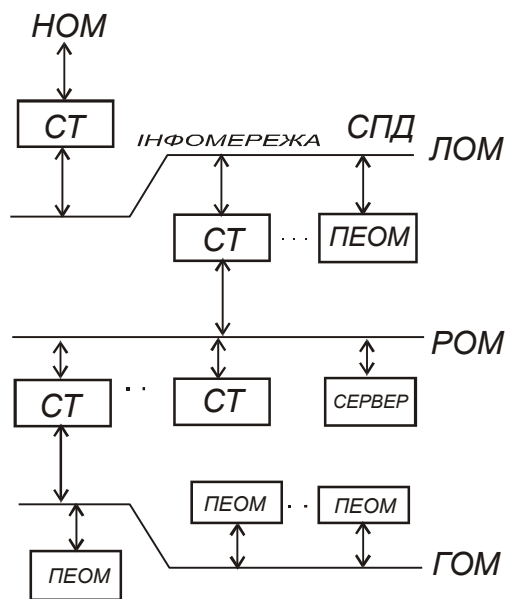 НОМ
СТ
ІНФОМЕРЕЖА
СПД
ЛОМ
СТ
ПЕОМ
РОМ
СТ
СТ
СЕРВЕР
ПЕОМ
ПЕОМ
ПЕОМ
ГОМ